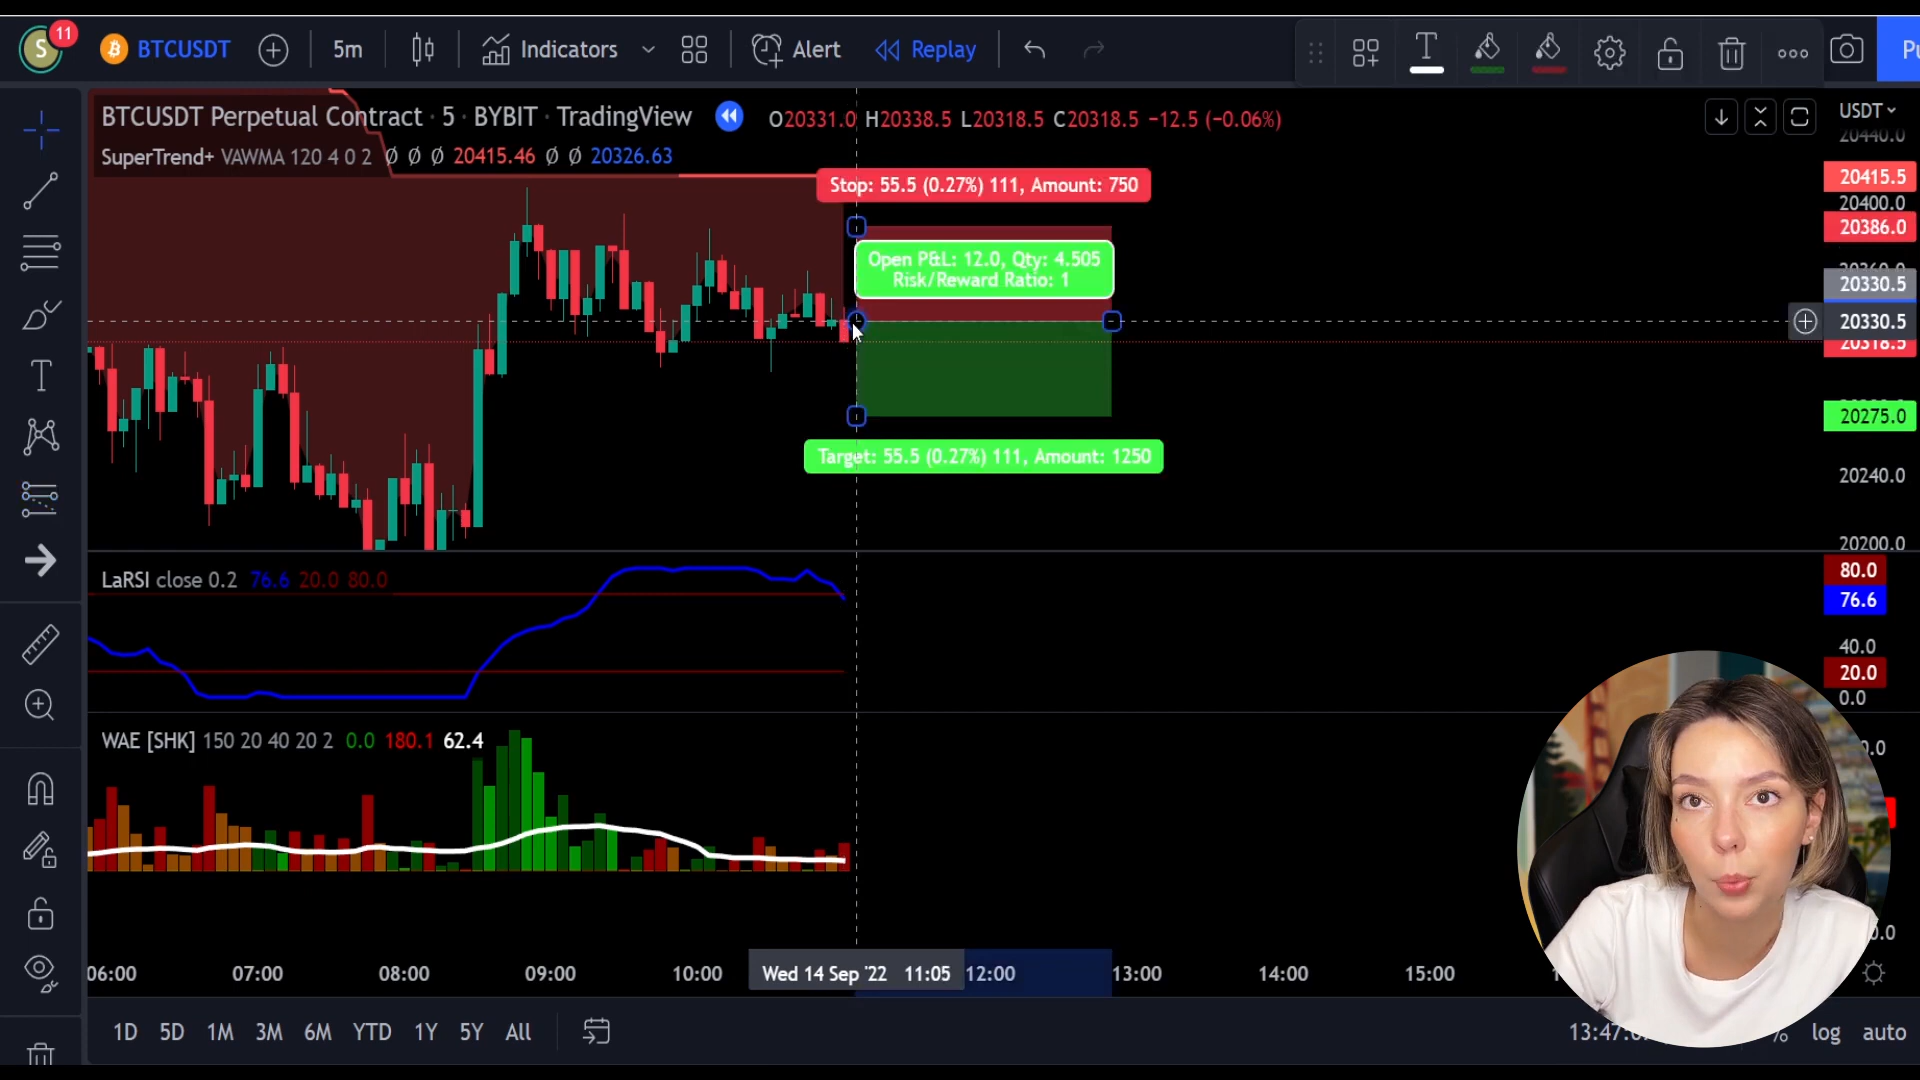 S 11 BTCUSDT 5m Indicators Alert Replay
BTCUSDT Perpetual Contract · 5 · BYBIT · TradingView O20331.0 H20338.5 L20318.5 C20318.5 −12.5 (−0.06%)
SuperTrend+ VAWMA 120 4 0 2 Ø Ø Ø 20415.46 Ø Ø 20326.63
USDT
20440.0
20415.5
20400.0
20386.0
20330.5
20330.5
20318.5
20275.0
20240.0
20200.0
Stop: 55.5 (0.27%) 111, Amount: 750
Open P&L: 12.0, Qty: 4.505
Risk/Reward Ratio: 1
Target: 55.5 (0.27%) 111, Amount: 1250
LaRSI close 0.2 76.6 20.0 80.0
80.0
76.6
40.0
20.0
0.0
WAE [SHK] 150 20 40 20 2 0.0 180.1 62.4
06:00 07:00 08:00 09:00 10:00 Wed 14 Sep '22 11:05 12:00 13:00 14:00 15:00
1D 5D 1M 3M 6M YTD 1Y 5Y All % log auto